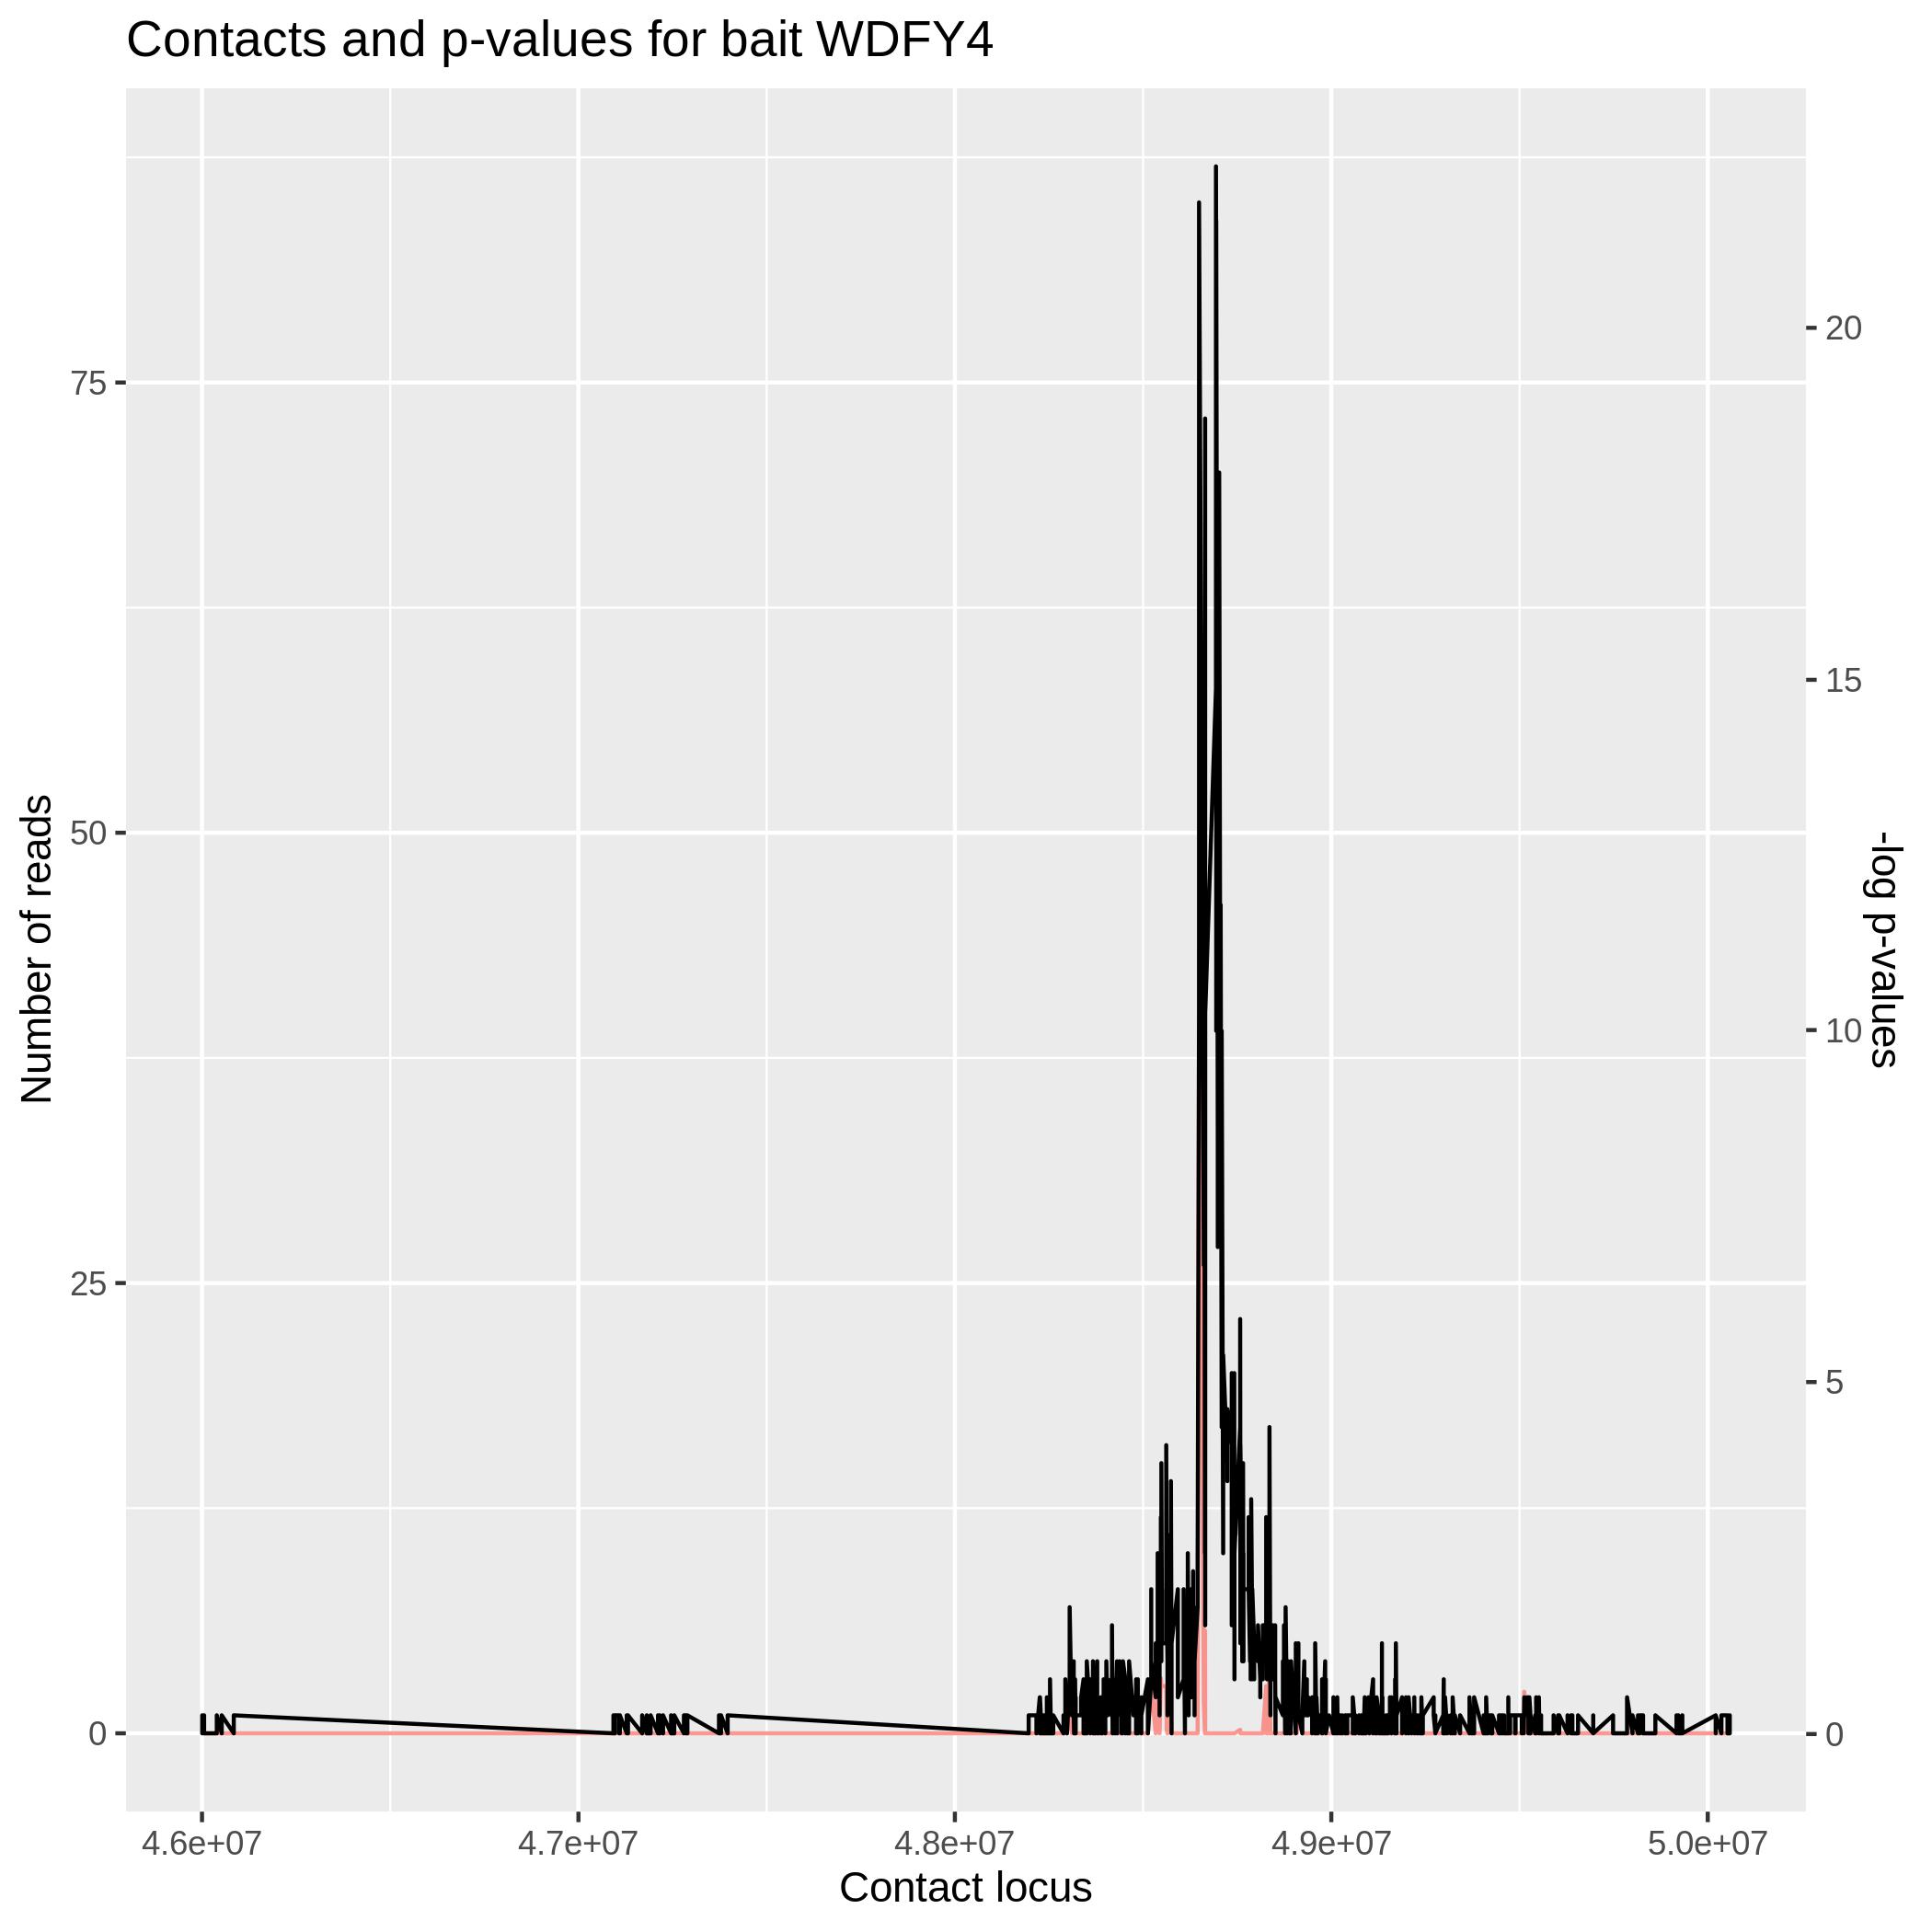 Contacts and p-values for bait WDFY4
Number of reads
75
50
25
0
20
15
10
5
0
-log p-values
4.6e+07 4.7e+07 4.8e+07 4.9e+07 5.0e+07
Contact locus